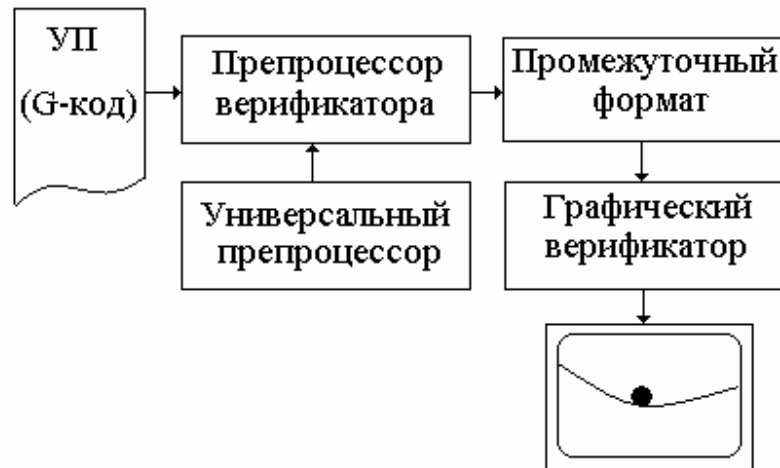 УП
(G-код)
Препроцессор
верификатора
Промежуточный
формат
Универсальный
препроцессор
Графический
верификатор